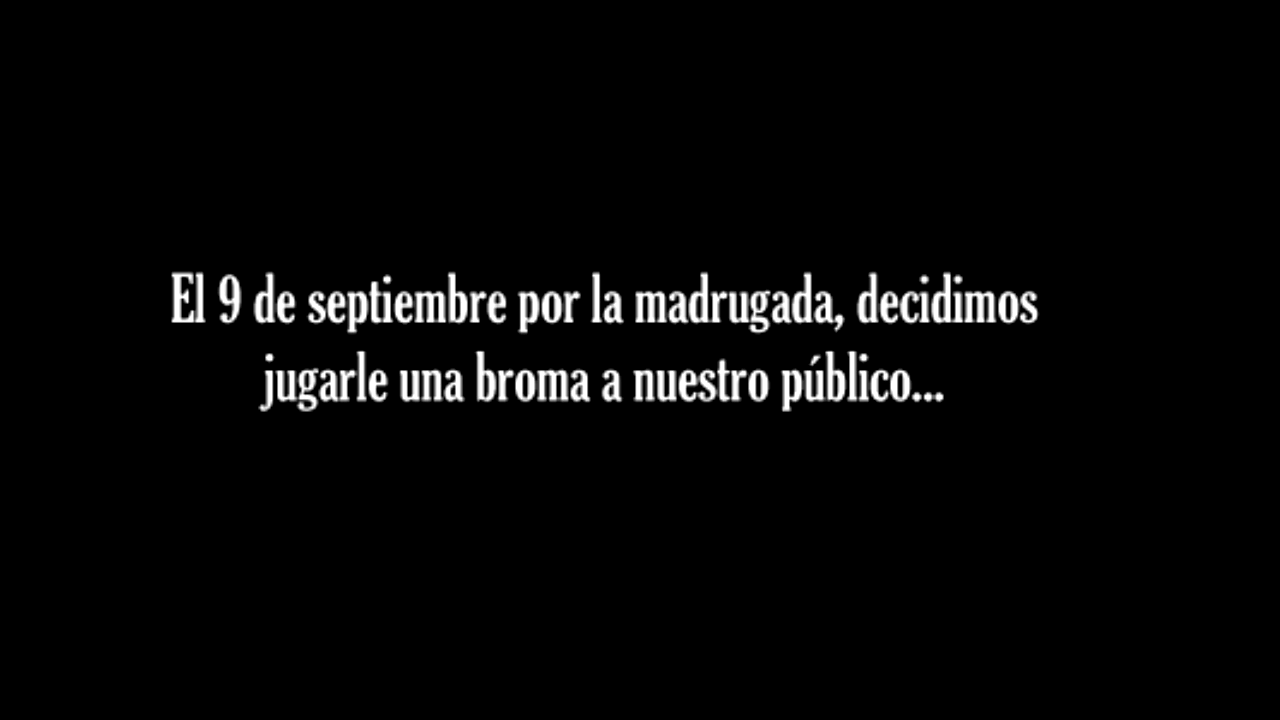 El 9 de septiembre por la madrugada, decidimos
jugarle una broma a nuestro público...